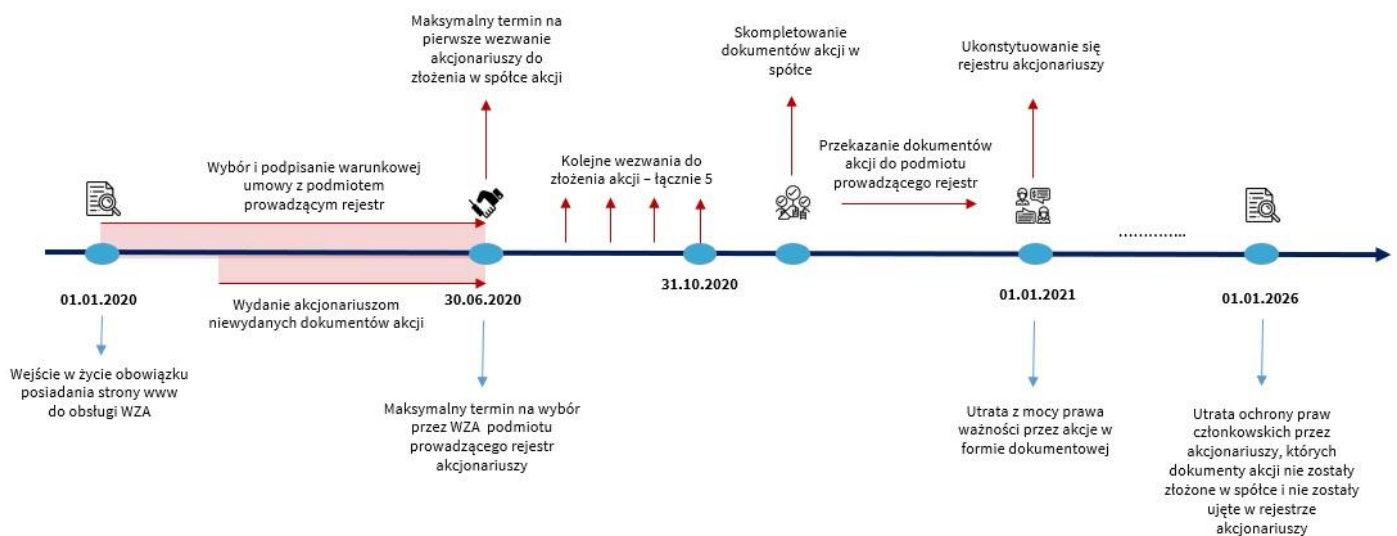 Maksymalny termin na
pierwsze wezwanie
akcjonariuszy do
złożenia w spółce akcji
Skompletowanie
dokumentów akcji w
spółce
Ukonstytuowanie się
rejestru akcjonariuszy
Wybór i podpisanie warunkowej
umowy z podmiotem
prowadzącym rejestr
Kolejne wezwania do
złożenia akcji – łącznie 5
Przekazanie dokumentów
akcji do podmiotu
prowadzącego rejestr
.............
01.01.2020
Wydanie akcjonariuszom
niewydanych dokumentów akcji
30.06.2020
31.10.2020
01.01.2021
01.01.2026
Wejście w życie obowiązku
posiadania strony www
do obsługi WZA
Maksymalny termin na wybór
przez WZA podmiotu
prowadzącego rejestr
akcjonariuszy
Utrata z mocy prawa
ważności przez akcje w
formie dokumentowej
Utrata ochrony praw
członkowskich przez
akcjonariuszy, których
dokumenty akcji nie zostały
złożone w spółce i nie zostały
ujęte w rejestrze
akcjonariuszy